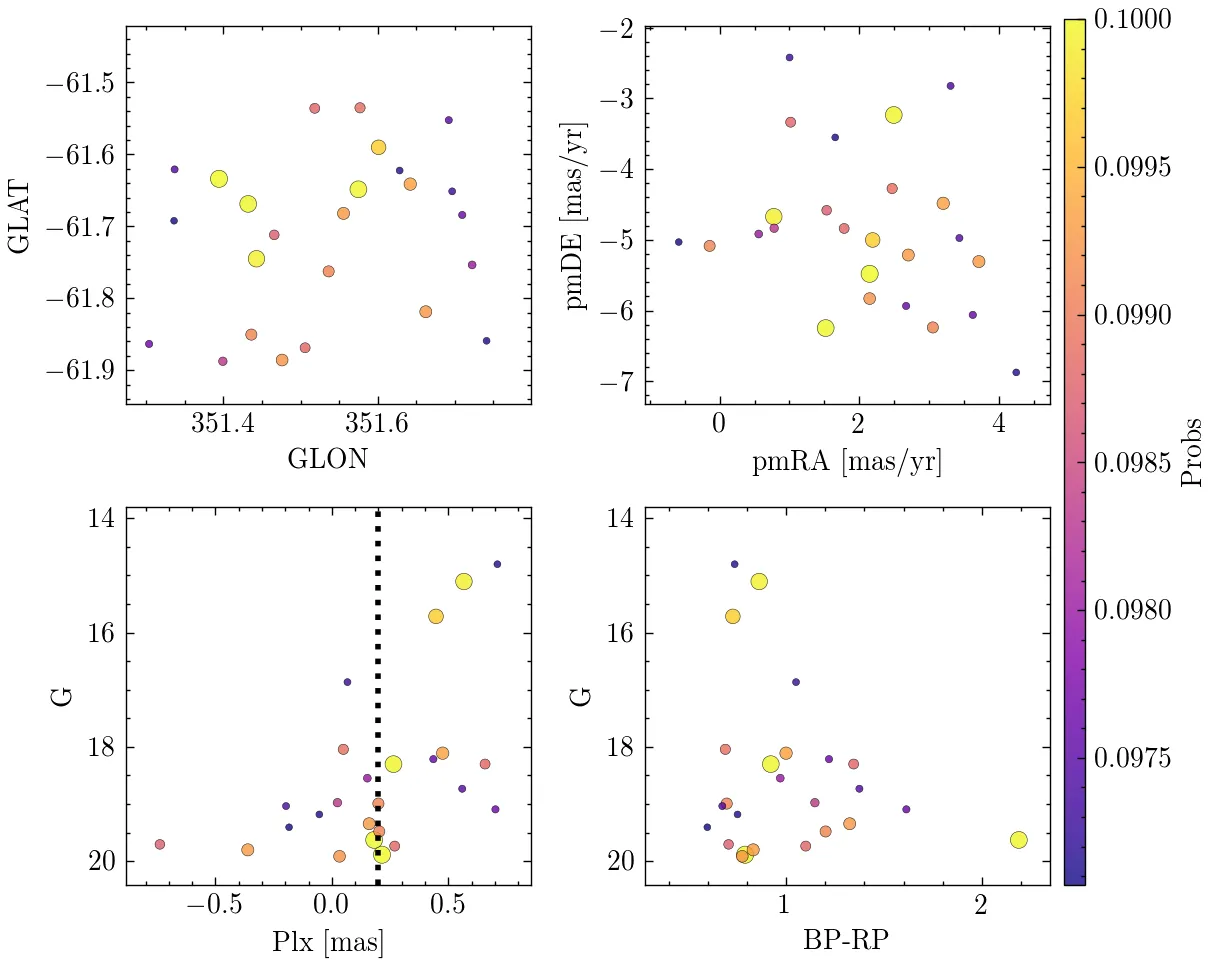 −61.5
−61.6
−61.7
−61.8
−61.9
351.4 351.6
GLON
GLAT
−2
−3
−4
−5
−6
−7
0 2 4
pmRA [mas/yr]
pmDE [mas/yr]
14
16
18
20
−0.5 0.0 0.5
Plx [mas]
G
14
16
18
20
1 2
BP-RP
G
0.1000
0.0995
0.0990
0.0985
0.0980
0.0975
Probs